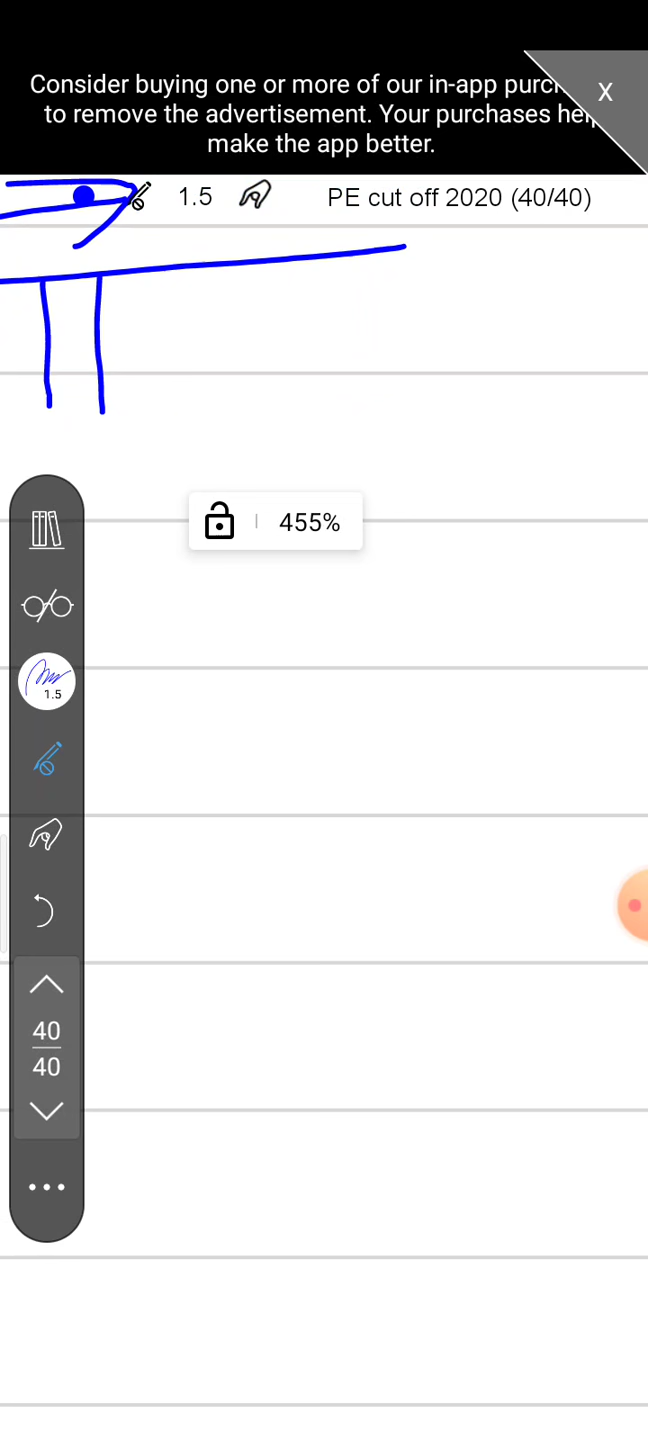 Consider buying one or more of our in-app purc
to remove the advertisement. Your purchases help
make the app better.
X
1.5 PE cut off 2020 (40/40)
455%
1.5
40
40